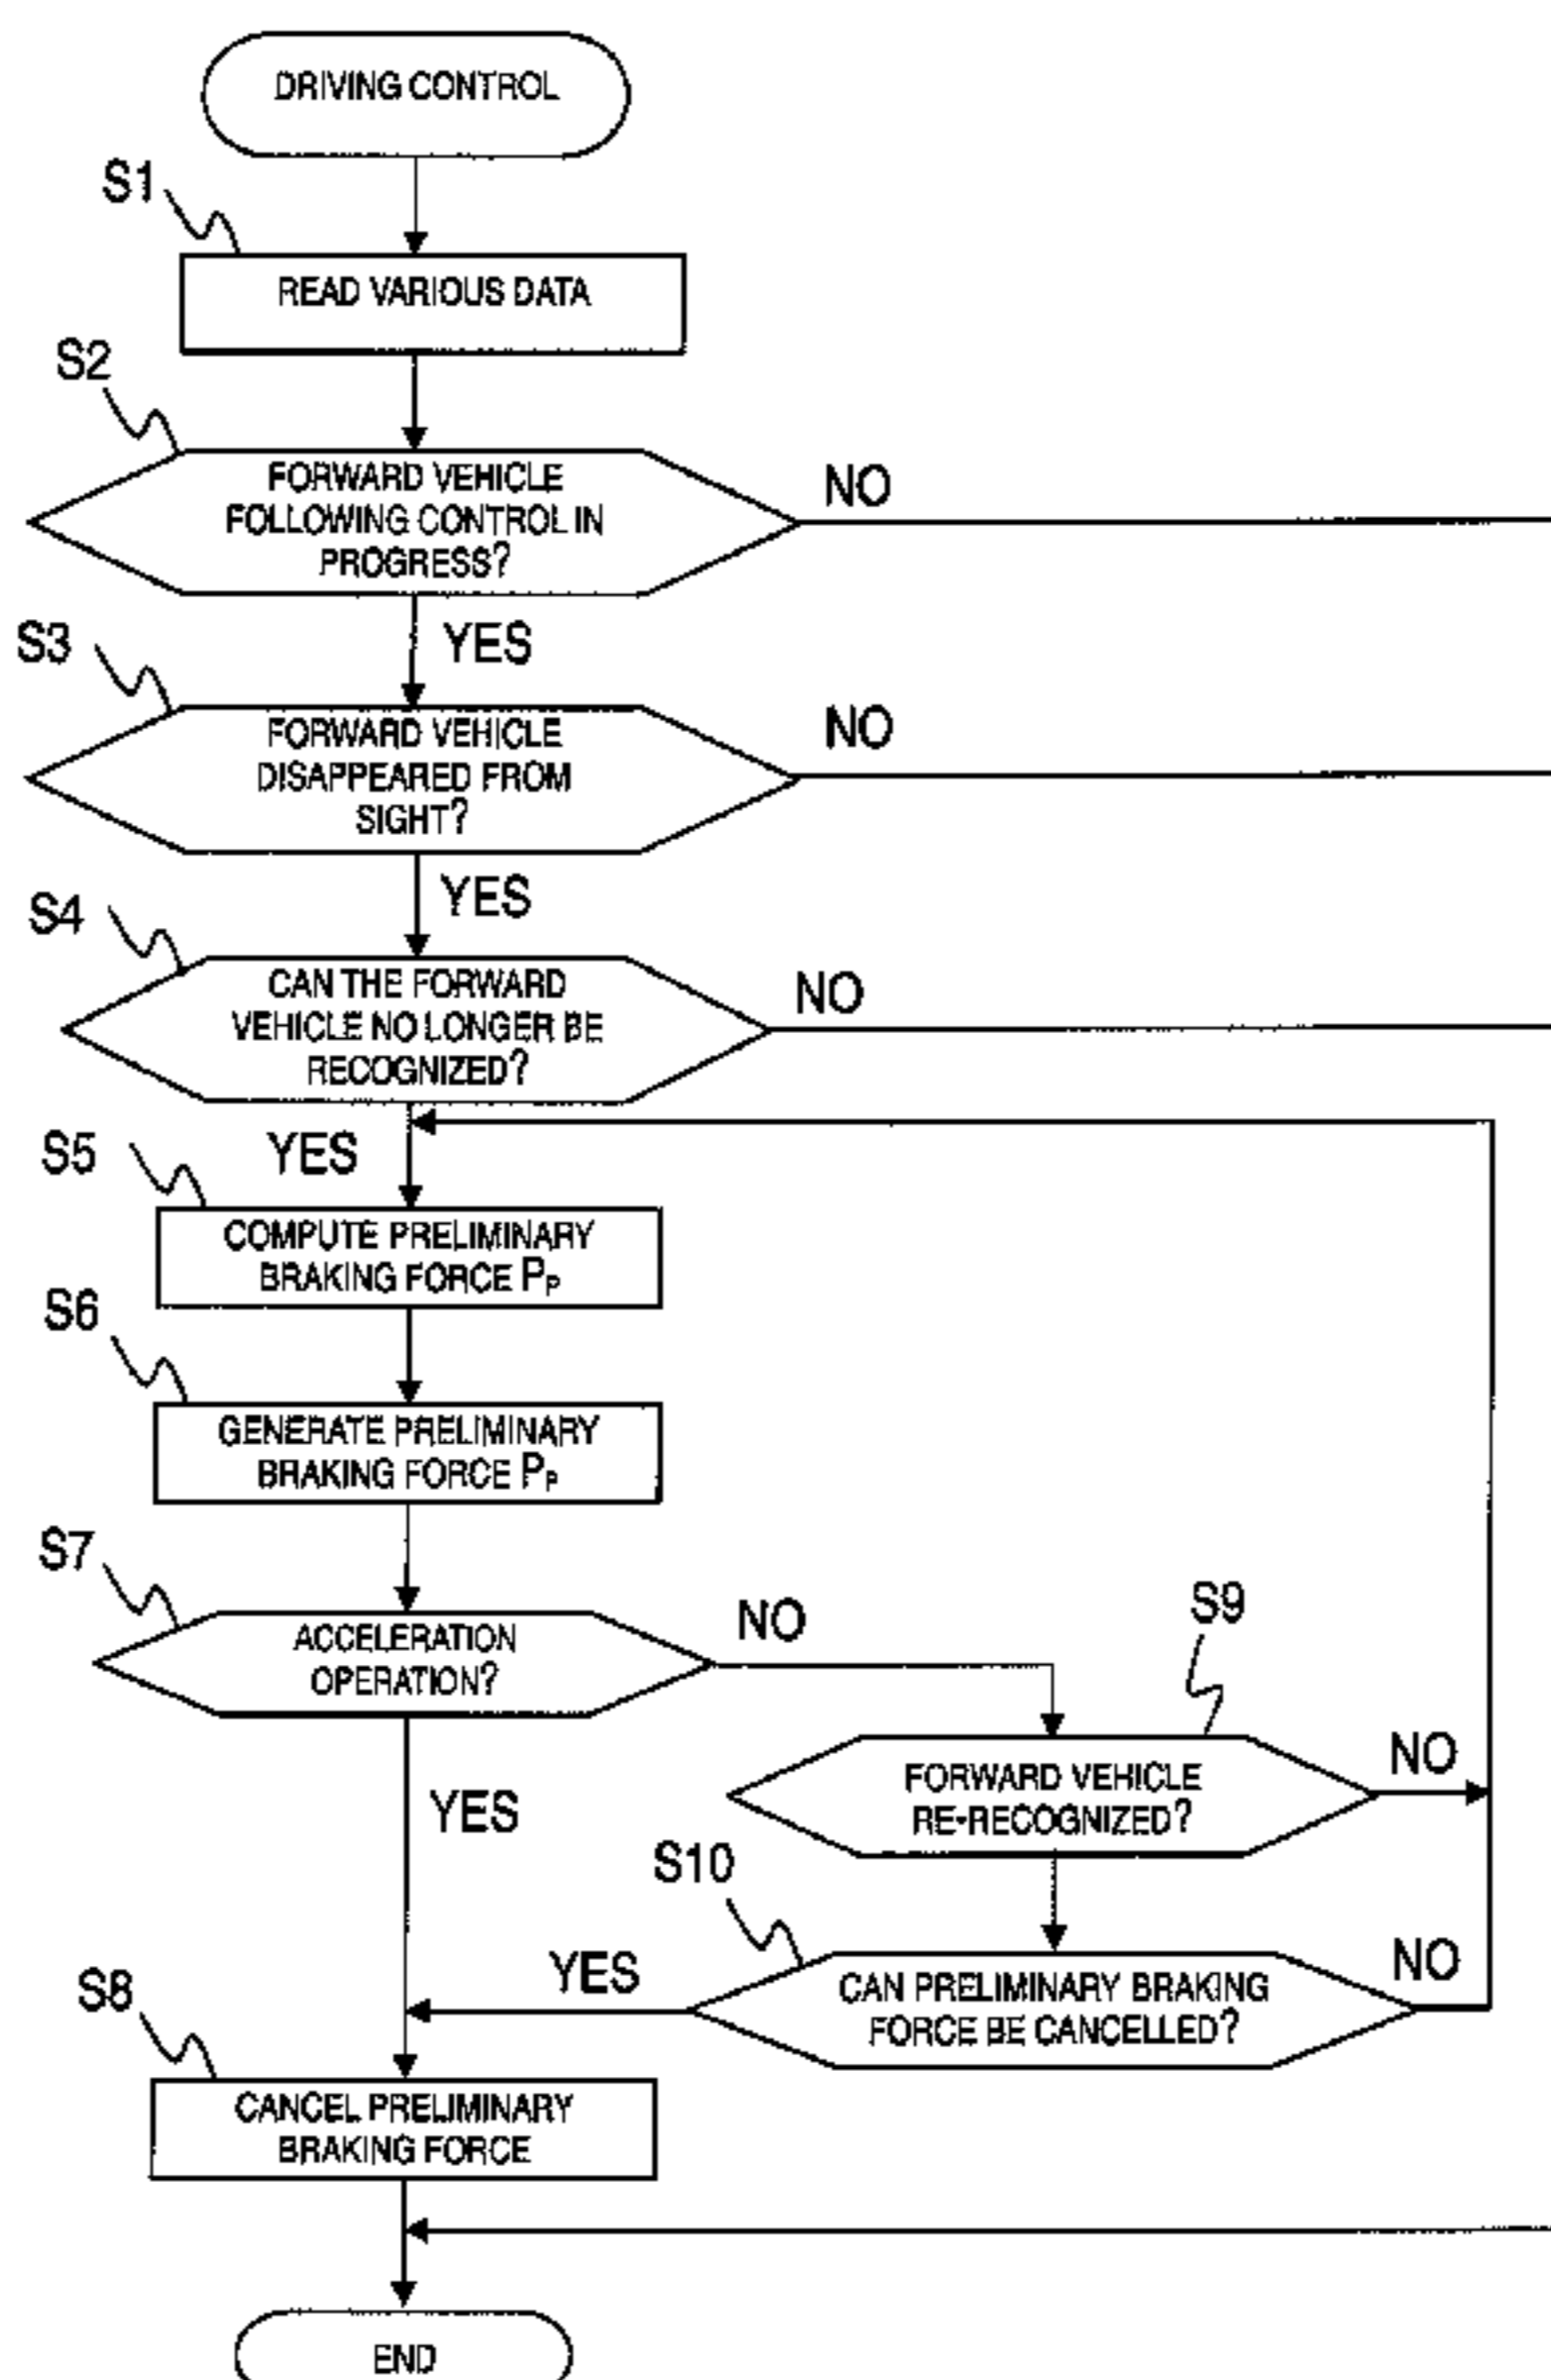 DRIVING CONTROL
S1
READ VARIOUS DATA
S2
FORWARD VEHICLE
FOLLOWING CONTROL IN
PROGRESS?
NO
YES
S3
FORWARD VEHICLE
DISAPPEARED FROM
SIGHT?
NO
YES
S4
CAN THE FORWARD
VEHICLE NO LONGER BE
RECOGNIZED?
NO
YES
S5
COMPUTE PRELIMINARY
BRAKING FORCE PP
S6
GENERATE PRELIMINARY
BRAKING FORCE PP
S7
ACCELERATION
OPERATION?
NO
YES
S9
FORWARD VEHICLE
RE-RECOGNIZED?
NO
S10
CAN PRELIMINARY BRAKING
FORCE BE CANCELLED?
YES
NO
S8
CANCEL PRELIMINARY
BRAKING FORCE
END